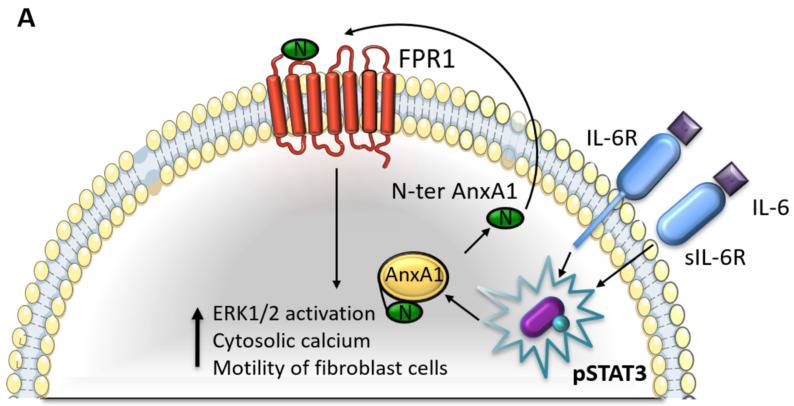 A
N
FPR1
IL-6R
N-ter AnxA1
N
IL-6
sIL-6R
AnxA1
N
ERK1/2 activation
Cytosolic calcium
Motility of fibroblast cells
pSTAT3